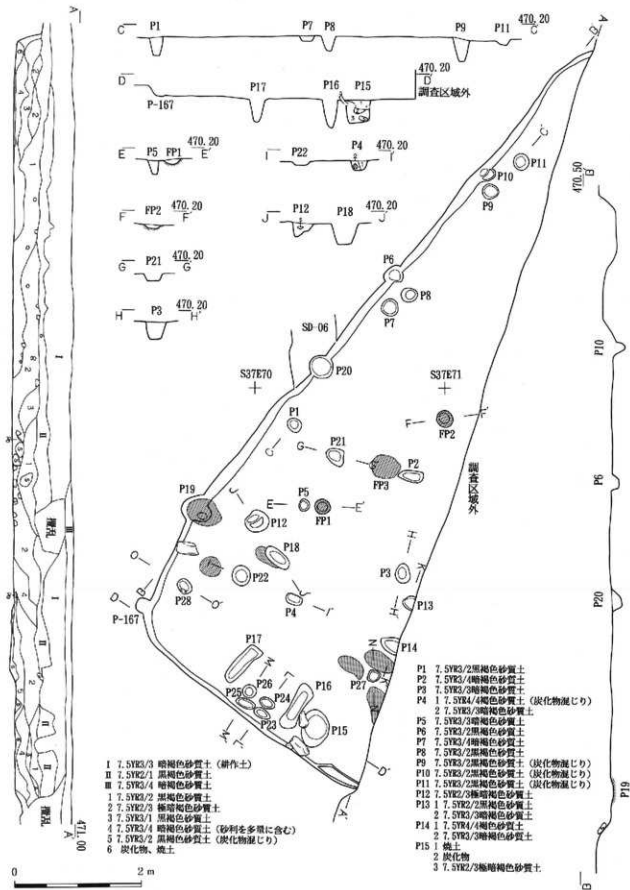 C P1 P7 P8 P9 P11 470.20 C'
D P-167 P17 P16 P15 470.20 D'
調査区域外
E P5 FP1 470.20 E'
I P22 P4 470.20 I'
F FP2 470.20 F'
J P12 P18 470.20 J'
G P21 470.20 G'
H P3 470.20 H'
A
B
C'
P11
P10
P9
P6
P8
P7
SD-06
P20
S37E70
S37E71
P1
F FP2
P21
FP3
P2
調査区域外
P19
P12
P5
E FP1 E'
P18
P22
P28
P4
P3
P13
P-167
P14
P17
P27
P26
P25
P24
P23
P16
P15
470.50
B'
P10
P6
P20
P19
B
A'
I
II
III
攪乱
471.00
A
I 7.5YR3/3 暗褐色砂質土(耕作土)
II 7.5YR2/1 黒褐色砂質土
III 7.5YR3/4 暗褐色砂質土
1 7.5YR3/2 黒褐色砂質土
2 7.5YR2/3 極暗褐色砂質土
3 7.5YR3/1 黒褐色砂質土
4 7.5YR3/4 暗褐色砂質土(砂利を多量に含む)
5 7.5YR3/2 黒褐色砂質土(炭化物混じり)
6 炭化物、焼土
P1 7.5YR3/2黒褐色砂質土
P2 7.5YR3/4暗褐色砂質土
P3 7.5YR3/3暗褐色砂質土
P4 1 7.5YR4/4褐色砂質土(炭化物混じり)
2 7.5YR3/3暗褐色砂質土
P5 7.5YR3/3暗褐色砂質土
P6 7.5YR3/2黒褐色砂質土
P7 7.5YR3/4暗褐色砂質土
P8 7.5YR3/2黒褐色砂質土
P9 7.5YR3/2黒褐色砂質土(炭化物混じり)
P10 7.5YR3/2黒褐色砂質土(炭化物混じり)
P11 7.5YR3/2黒褐色砂質土(炭化物混じり)
P12 7.5YR2/3極暗褐色砂質土
P13 1 7.5YR2/2黒褐色砂質土
2 7.5YR3/3暗褐色砂質土
P14 1 7.5YR4/4褐色砂質土
2 7.5YR3/3暗褐色砂質土
P15 1 焼土
2 炭化物
3 7.5YR2/3極暗褐色砂質土
0 2 m